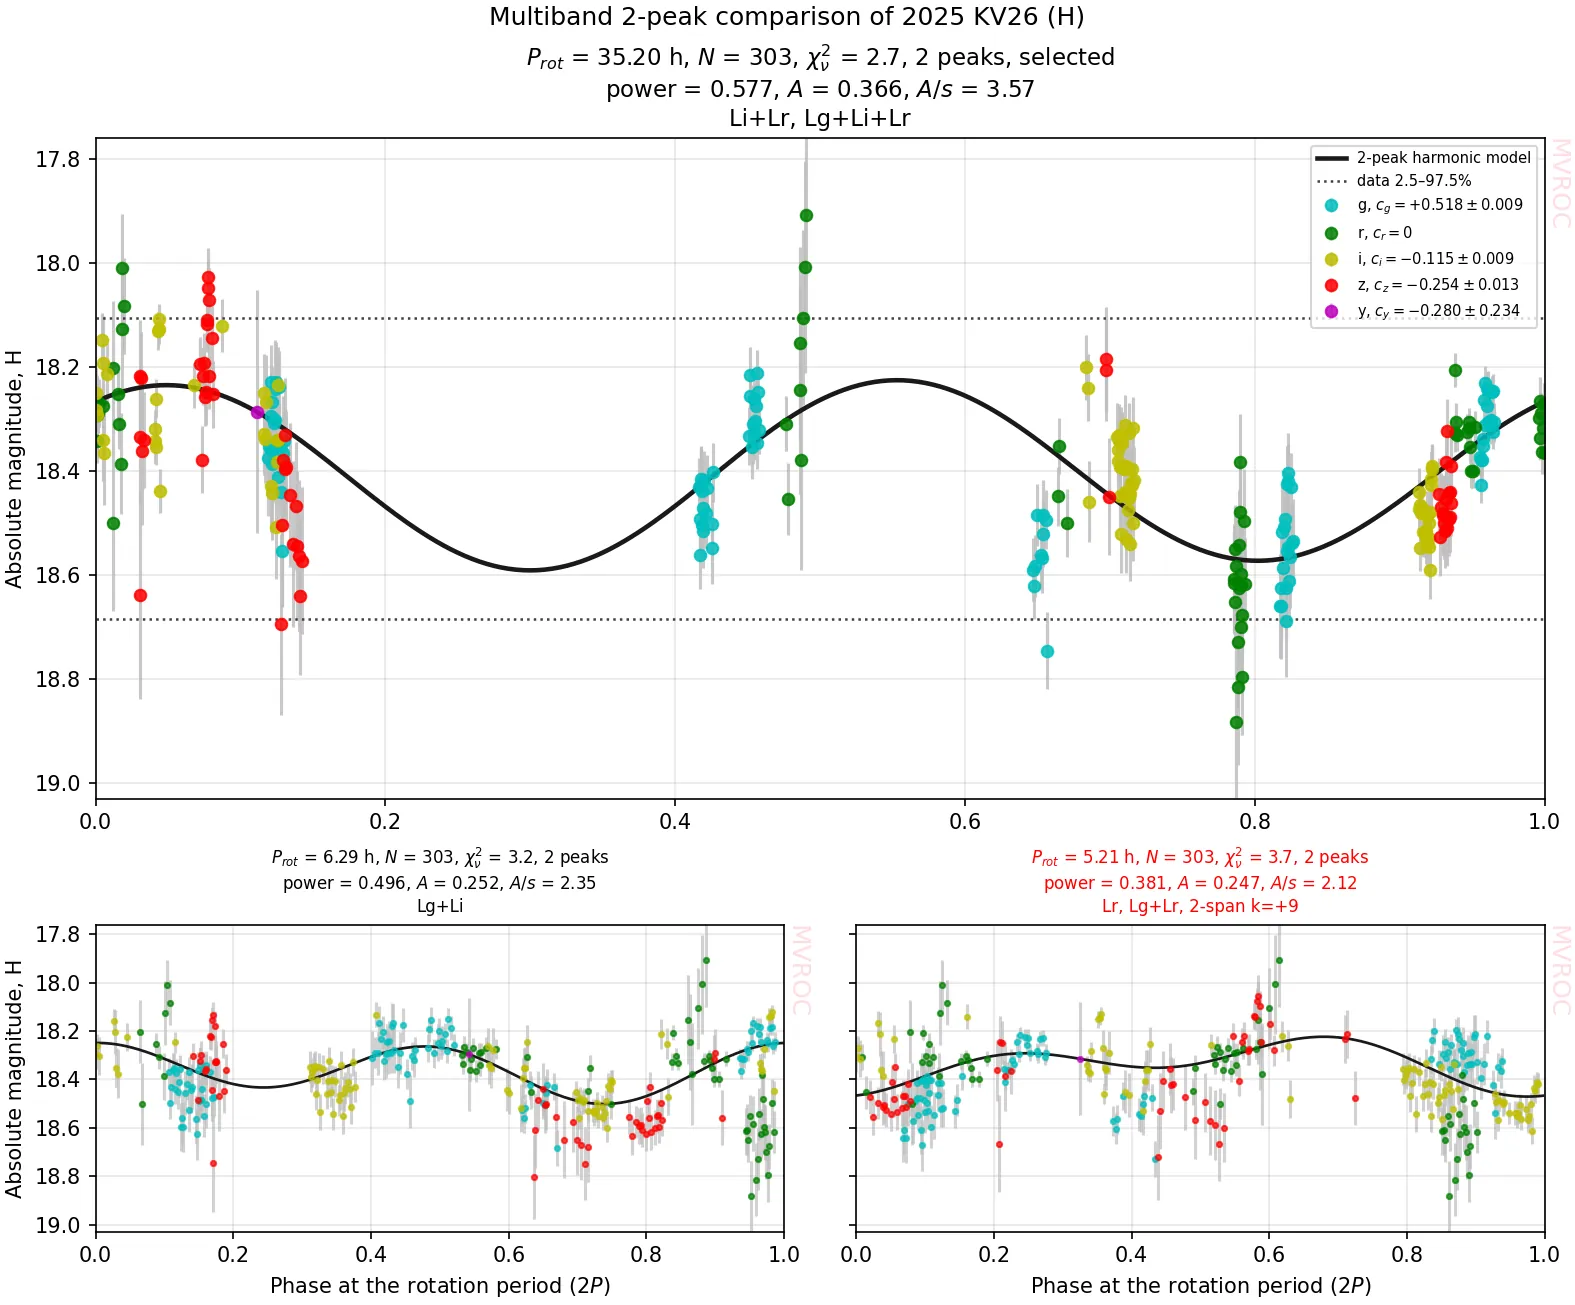 Multiband 2-peak comparison of 2025 KV26 (H)
P_rot = 35.20 h, N = 303, χ²_ν = 2.7, 2 peaks, selected
power = 0.577, A = 0.366, A/s = 3.57
Li+Lr, Lg+Li+Lr
Absolute magnitude, H
17.8
18.0
18.2
18.4
18.6
18.8
19.0
0.0 0.2 0.4 0.6 0.8 1.0
2-peak harmonic model
data 2.5–97.5%
g, c_g = +0.518 ± 0.009
r, c_r = 0
i, c_i = −0.115 ± 0.009
z, c_z = −0.254 ± 0.013
y, c_y = −0.280 ± 0.234
MVROC
P_rot = 6.29 h, N = 303, χ²_ν = 3.2, 2 peaks
power = 0.496, A = 0.252, A/s = 2.35
Lg+Li
Absolute magnitude, H
17.8
18.0
18.2
18.4
18.6
18.8
19.0
0.0 0.2 0.4 0.6 0.8 1.0
Phase at the rotation period (2P)
MVROC
P_rot = 5.21 h, N = 303, χ²_ν = 3.7, 2 peaks
power = 0.381, A = 0.247, A/s = 2.12
Lr, Lg+Lr, 2-span k=+9
0.0 0.2 0.4 0.6 0.8 1.0
Phase at the rotation period (2P)
MVROC